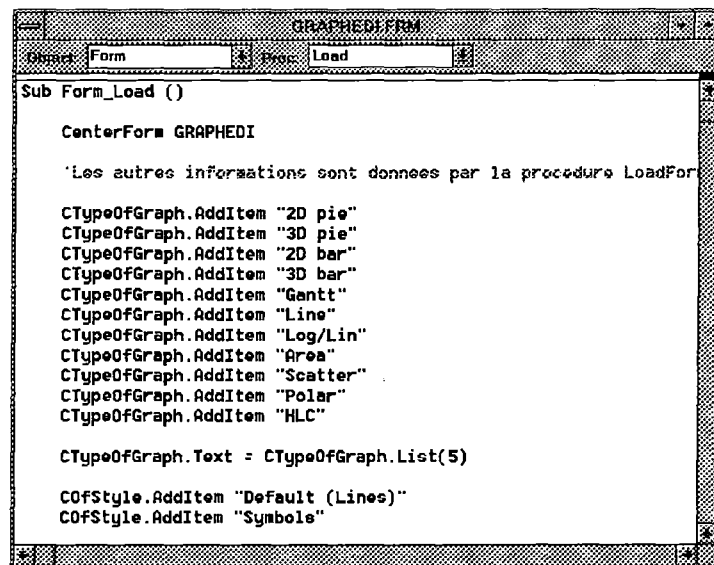 GRAPHEDI.FRM
Object: Form Proc: Load
Sub Form_Load ()
CenterForm GRAPHEDI
'Les autres informations sont donnees par la procedure LoadFor
CTypeOfGraph.AddItem "2D pie"
CTypeOfGraph.AddItem "3D pie"
CTypeOfGraph.AddItem "2D bar"
CTypeOfGraph.AddItem "3D bar"
CTypeOfGraph.AddItem "Gantt"
CTypeOfGraph.AddItem "Line"
CTypeOfGraph.AddItem "Log/Lin"
CTypeOfGraph.AddItem "Area"
CTypeOfGraph.AddItem "Scatter"
CTypeOfGraph.AddItem "Polar"
CTypeOfGraph.AddItem "HLC"
CTypeOfGraph.Text = CTypeOfGraph.List(5)
COfStyle.AddItem "Default (Lines)"
COfStyle.AddItem "Symbols"